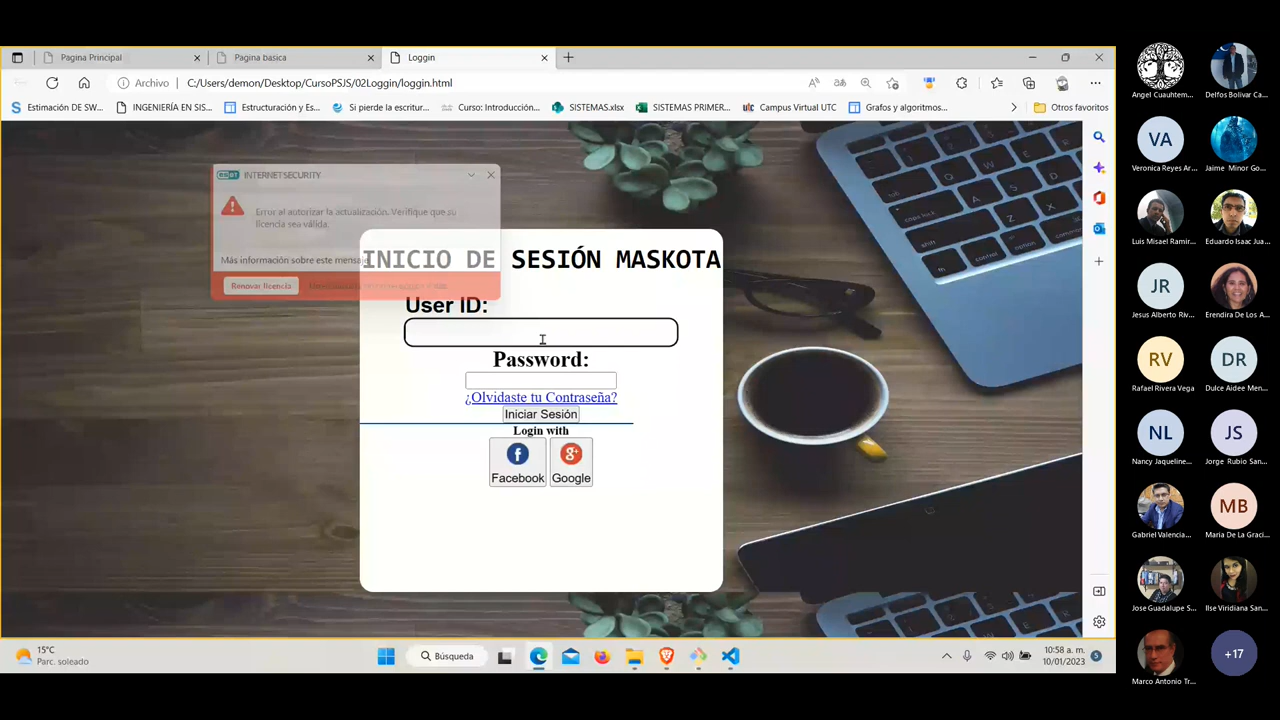 Pagina Principal
Pagina basica
Loggin
Archivo
C:/Users/demon/Desktop/CursoPSJS/02Loggin/loggin.html
Estimación DE SW...
INGENIERÍA EN SIS...
Estructuración y Es...
Si pierde la escritur...
Curso: Introducción...
SISTEMAS.xlsx
SISTEMAS PRIMER...
Campus Virtual UTC
Grafos y algoritmos...
Otros favoritos
eseT INTERNET SECURITY
Error al autorizar la actualización. Verifique que su
licencia sea válida.
Más información sobre este mensaje
Renovar licencia
INICIO DE SESIÓN MASKOTA
User ID:
Password:
¿Olvidaste tu Contraseña?
Iniciar Sesión
Login with
Facebook
Google
Angel Cuauhtem...
Delfos Bolivar Ca...
VA
Veronica Reyes Ar...
Jaime Minor Go...
Luis Misael Ramir...
Eduardo Isaac Jua...
JR
Jesus Alberto Riv...
Erendira De Los A...
RV
Rafael Rivera Vega
DR
Dulce Aidee Men...
NL
Nancy Jaqueline...
JS
Jorge Rubio San...
Gabriel Valencia...
MB
Maria De La Graci...
Jose Guadalupe S...
Ilse Viridiana San...
Marco Antonio Tr...
+17
15°C
Parc. soleado
Búsqueda
10:58 a. m.
10/01/2023
5